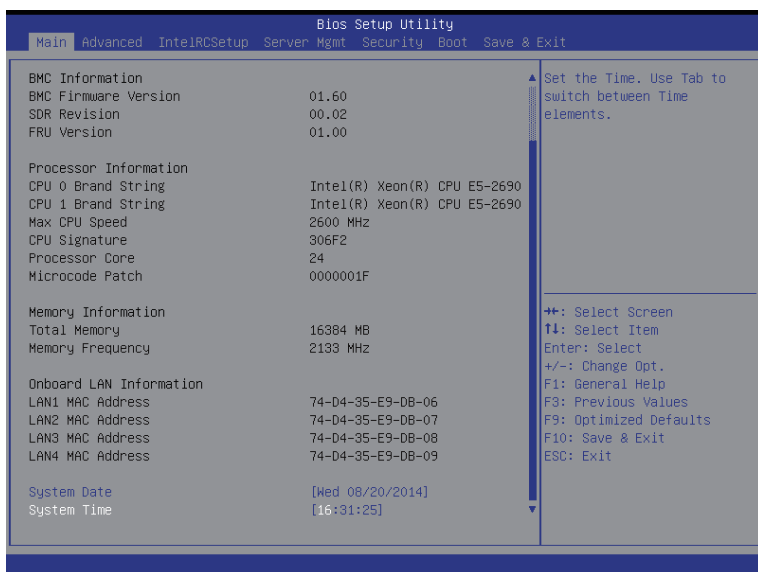 Bios Setup Utility
Main Advanced IntelRCSetup Server Mgmt Security Boot Save & Exit
BMC Information
BMC Firmware Version 01.60
SDR Revision 00.02
FRU Version 01.00
Processor Information
CPU 0 Brand String Intel(R) Xeon(R) CPU E5-2690
CPU 1 Brand String Intel(R) Xeon(R) CPU E5-2690
Max CPU Speed 2600 MHz
CPU Signature 306F2
Processor Core 24
Microcode Patch 0000001F
Memory Information
Total Memory 16384 MB
Memory Frequency 2133 MHz
Onboard LAN Information
LAN1 MAC Address 74-D4-35-E9-DB-06
LAN2 MAC Address 74-D4-35-E9-DB-07
LAN3 MAC Address 74-D4-35-E9-DB-08
LAN4 MAC Address 74-D4-35-E9-DB-09
System Date [Wed 08/20/2014]
System Time [16:31:25]
Set the Time. Use Tab to
switch between Time
elements.
→←: Select Screen
↑↓: Select Item
Enter: Select
+/-: Change Opt.
F1: General Help
F3: Previous Values
F9: Optimized Defaults
F10: Save & Exit
ESC: Exit